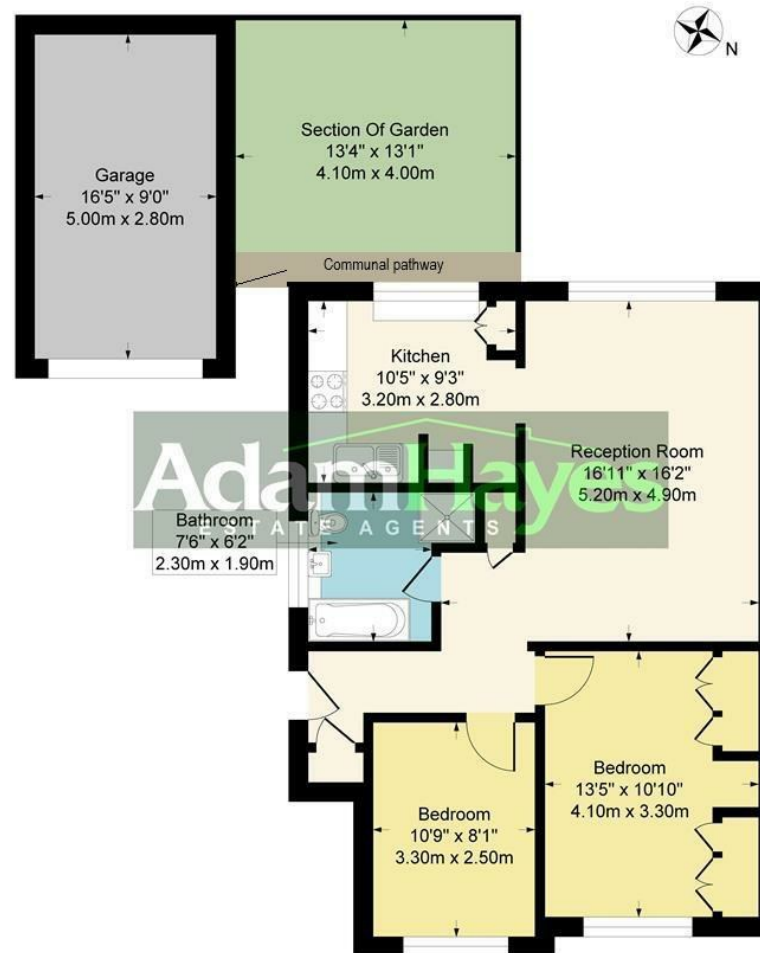 N
Section Of Garden
13'4" x 13'1"
4.10m x 4.00m
Garage
16'5" x 9'0"
5.00m x 2.80m
Communal pathway
Kitchen
10'5" x 9'3"
3.20m x 2.80m
Reception Room
16'11" x 16'2"
5.20m x 4.90m
Adam Hayes
ESTATE AGENTS
Bathroom
7'6" x 6'2"
2.30m x 1.90m
Bedroom
13'5" x 10'10"
4.10m x 3.30m
Bedroom
10'9" x 8'1"
3.30m x 2.50m